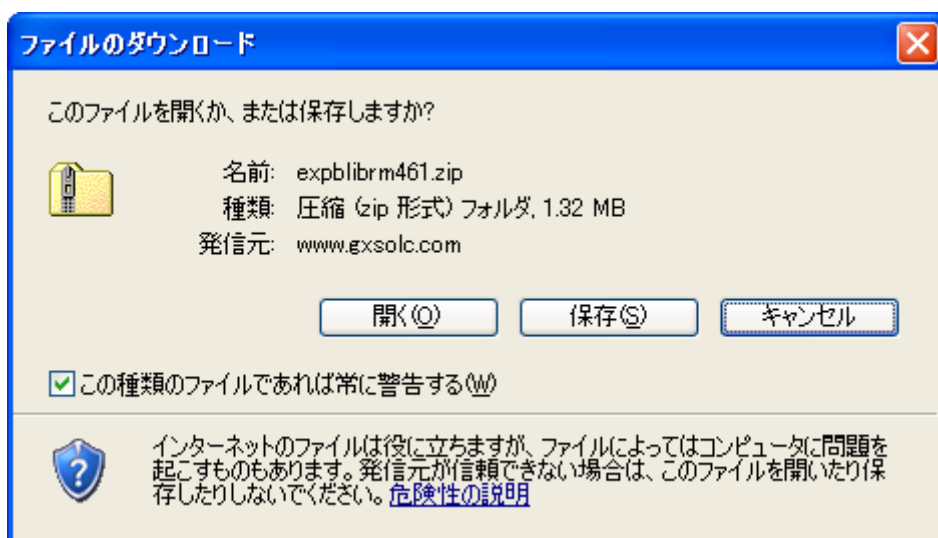 ファイルのダウンロード
このファイルを開くか、または保存しますか?
名前: expblibrm461.zip
種類: 圧縮 (zip 形式) フォルダ, 1.32 MB
発信元: www.gxsolc.com
開く(O) 保存(S) キャンセル
この種類のファイルであれば常に警告する(W)
インターネットのファイルは役に立ちますが、ファイルによってはコンピュータに問題を
起こすものもあります。発信元が信頼できない場合は、このファイルを開いたり保
存したりしないでください。危険性の説明